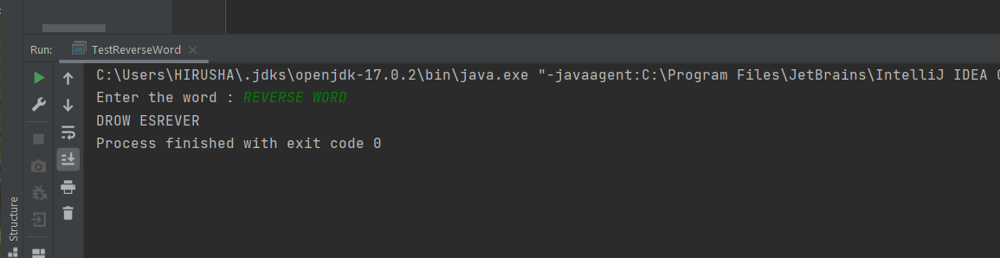 Run: TestReverseWord
C:\Users\HIRUSHA\.jdks\openjdk-17.0.2\bin\java.exe "-javaagent:C:\Program Files\JetBrains\IntelliJ IDEA
Enter the word : REVERSE WORD
DROW ESREVER
Process finished with exit code 0
Structure